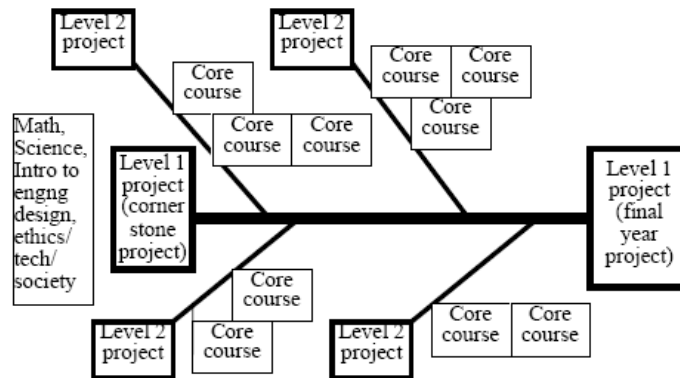 Level 2
project
Level 2
project
Core
course
Core
course
Core
course
Core
course
Core
course
Core
course
Math,
Science,
Intro to
engng
design,
ethics/
tech/
society
Level 1
project
(corner
stone
project)
Level 1
project
(final
year
project)
Core
course
Core
course
Level 2
project
Level 2
project
Core
course
Core
course